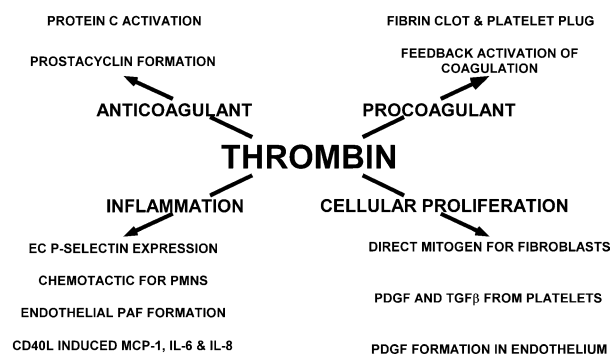 PROTEIN C ACTIVATION
PROSTACYCLIN FORMATION
ANTICOAGULANT
FIBRIN CLOT & PLATELET PLUG
FEEDBACK ACTIVATION OF
COAGULATION
PROCOAGULANT
THROMBIN
INFLAMMATION
EC P-SELECTIN EXPRESSION
CHEMOTACTIC FOR PMNS
ENDOTHELIAL PAF FORMATION
CD40L INDUCED MCP-1, IL-6 & IL-8
CELLULAR PROLIFERATION
DIRECT MITOGEN FOR FIBROBLASTS
PDGF AND TGFβ FROM PLATELETS
PDGF FORMATION IN ENDOTHELIUM